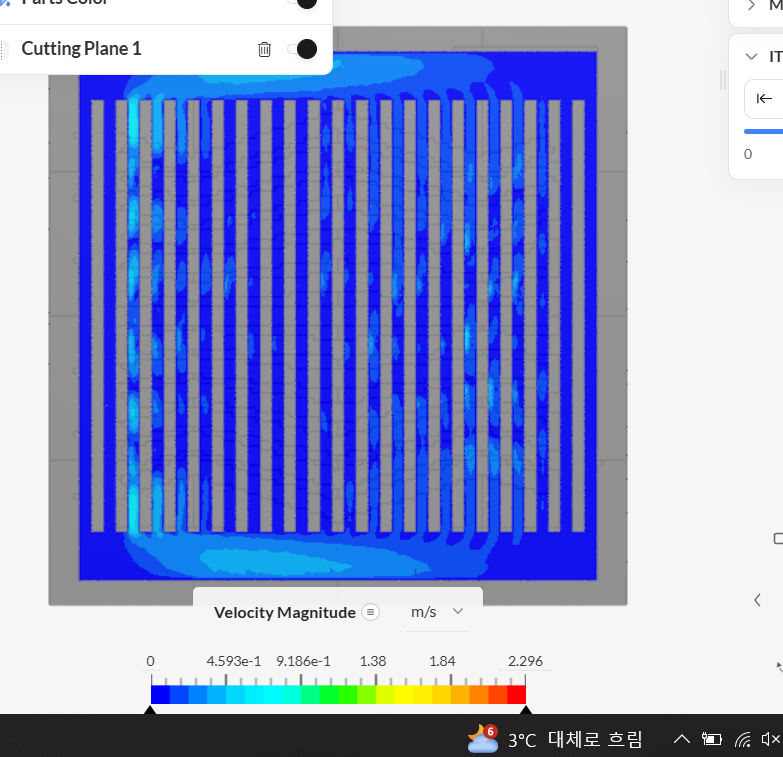 Parts Color
Cutting Plane 1
M
IT
0
Velocity Magnitude
m/s
0 4.593e-1 9.186e-1 1.38 1.84 2.296
6
3°C 대체로 흐림